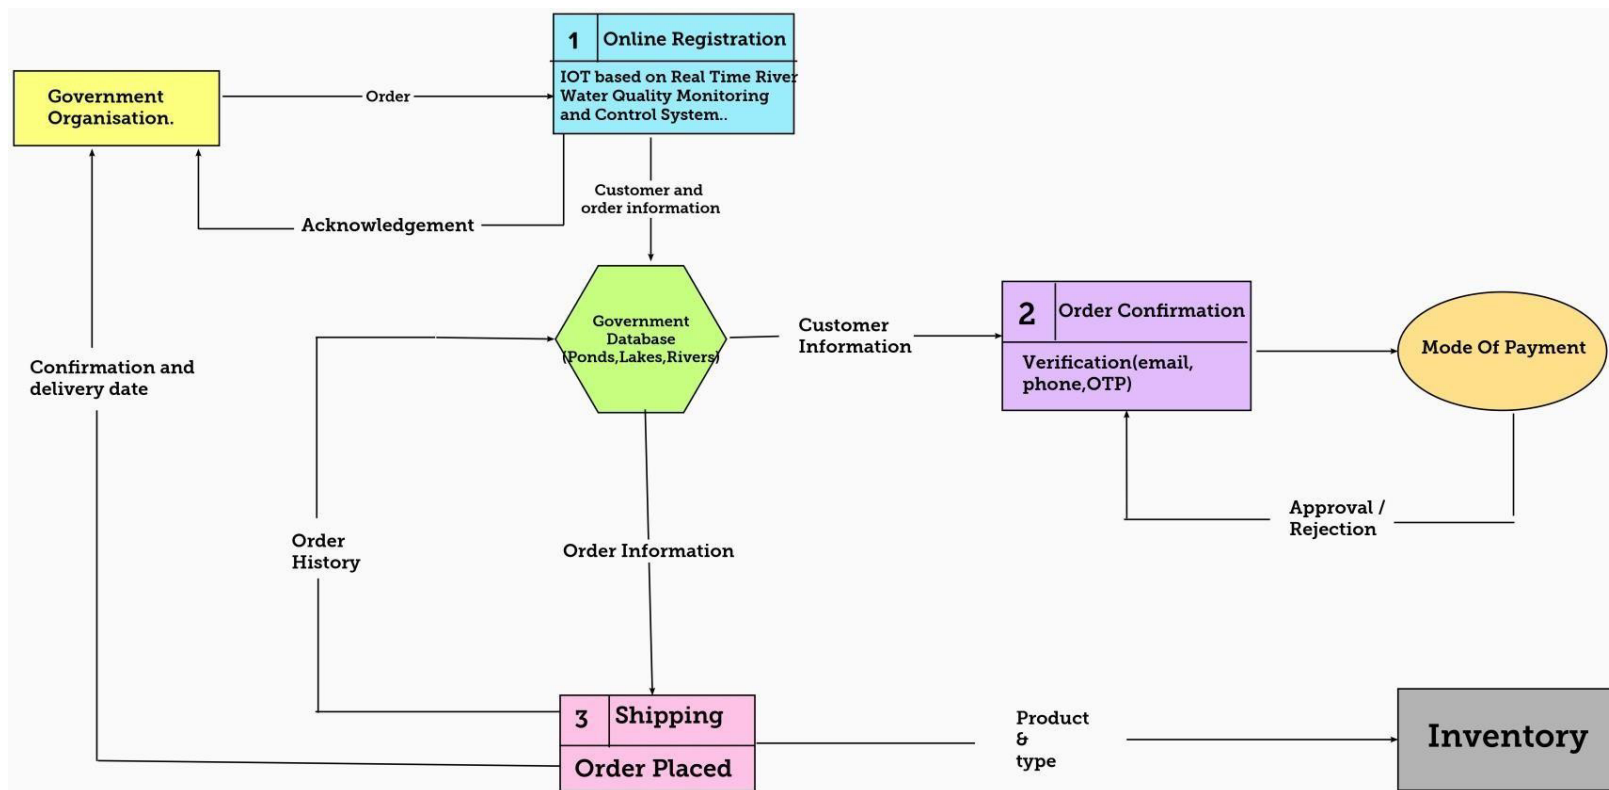 1 Online Registration
IOT based on Real Time River
Water Quality Monitoring
and Control System..
Government
Organisation.
Order
Customer and
order information
Acknowledgement
Government
Database
(Ponds,Lakes,Rivers)
Customer
Information
2 Order Confirmation
Verification(email,
phone,OTP)
Mode Of Payment
Confirmation and
delivery date
Approval /
Rejection
Order
History
Order Information
3 Shipping
Order Placed
Product
&
type
Inventory